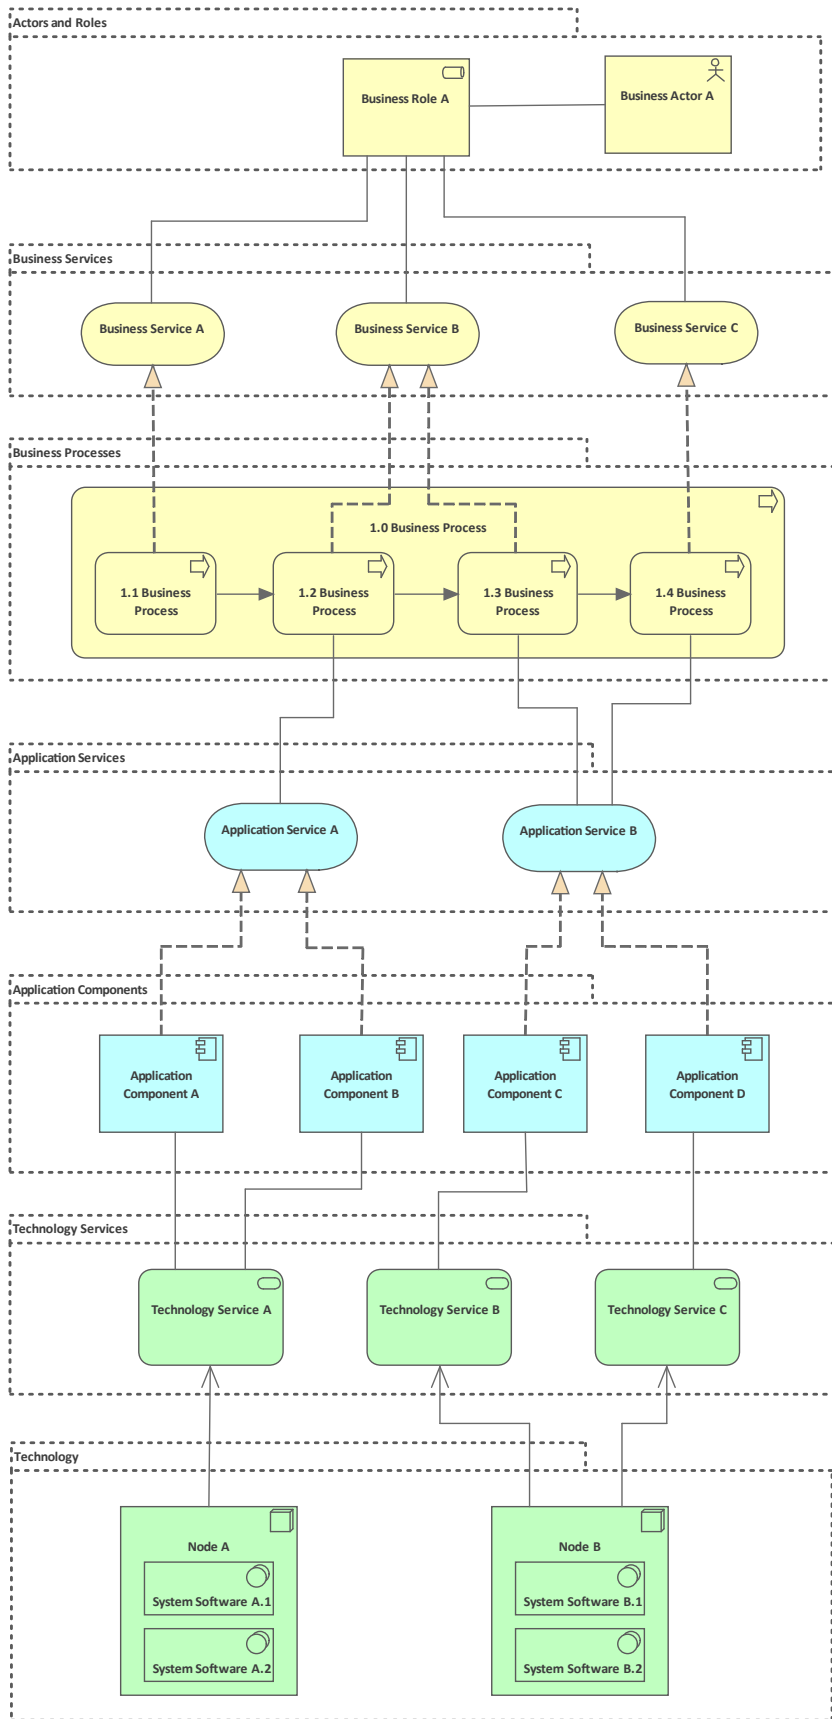 Actors and Roles
Business Role A
Business Actor A
Business Services
Business Service A
Business Service B
Business Service C
Business Processes
1.0 Business Process
1.1 Business
Process
1.2 Business
Process
1.3 Business
Process
1.4 Business
Process
Application Services
Application Service A
Application Service B
Application Components
Application
Component A
Application
Component B
Application
Component C
Application
Component D
Technology Services
Technology Service A
Technology Service B
Technology Service C
Technology
Node A
System Software A.1
System Software A.2
Node B
System Software B.1
System Software B.2